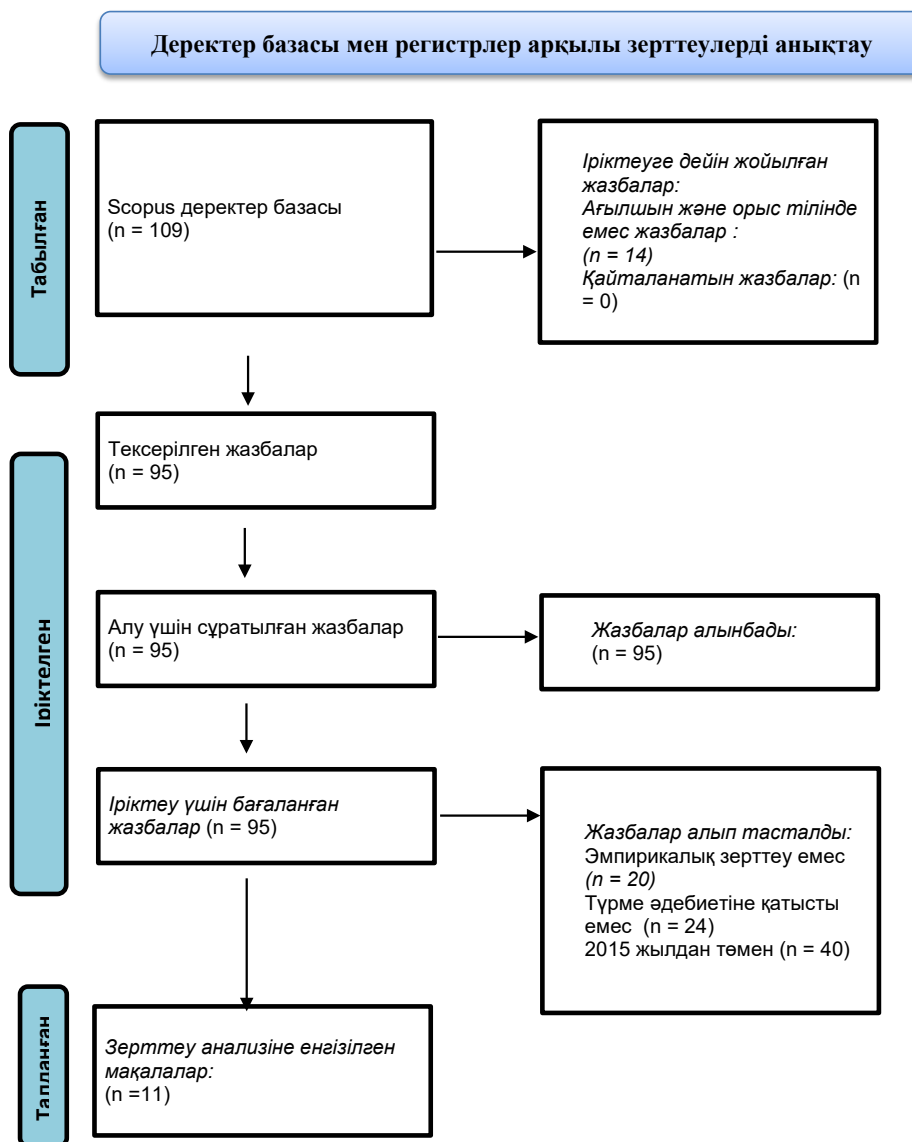 Деректер базасы мен регистрлер арқылы зерттеулерді анықтау
Табылған
Scopus деректер базасы
(n = 109)
Іріктеуге дейін жойылған
жазбалар:
Ағылшын және орыс тілінде
емес жазбалар :
(n = 14)
Қайталанатын жазбалар: (n
= 0)
Іріктелген
Тексерілген жазбалар
(n = 95)
Алу үшін сұратылған жазбалар
(n = 95)
Жазбалар алынбады:
(n = 95)
Іріктеу үшін бағаланған
жазбалар (n = 95)
Жазбалар алып тасталды:
Эмпирикалық зерттеу емес
(n = 20)
Түрме әдебиетіне қатысты
емес (n = 24)
2015 жылдан төмен (n = 40)
Талданған
Зерттеу анализіне енгізілген
мақалалар:
(n =11)